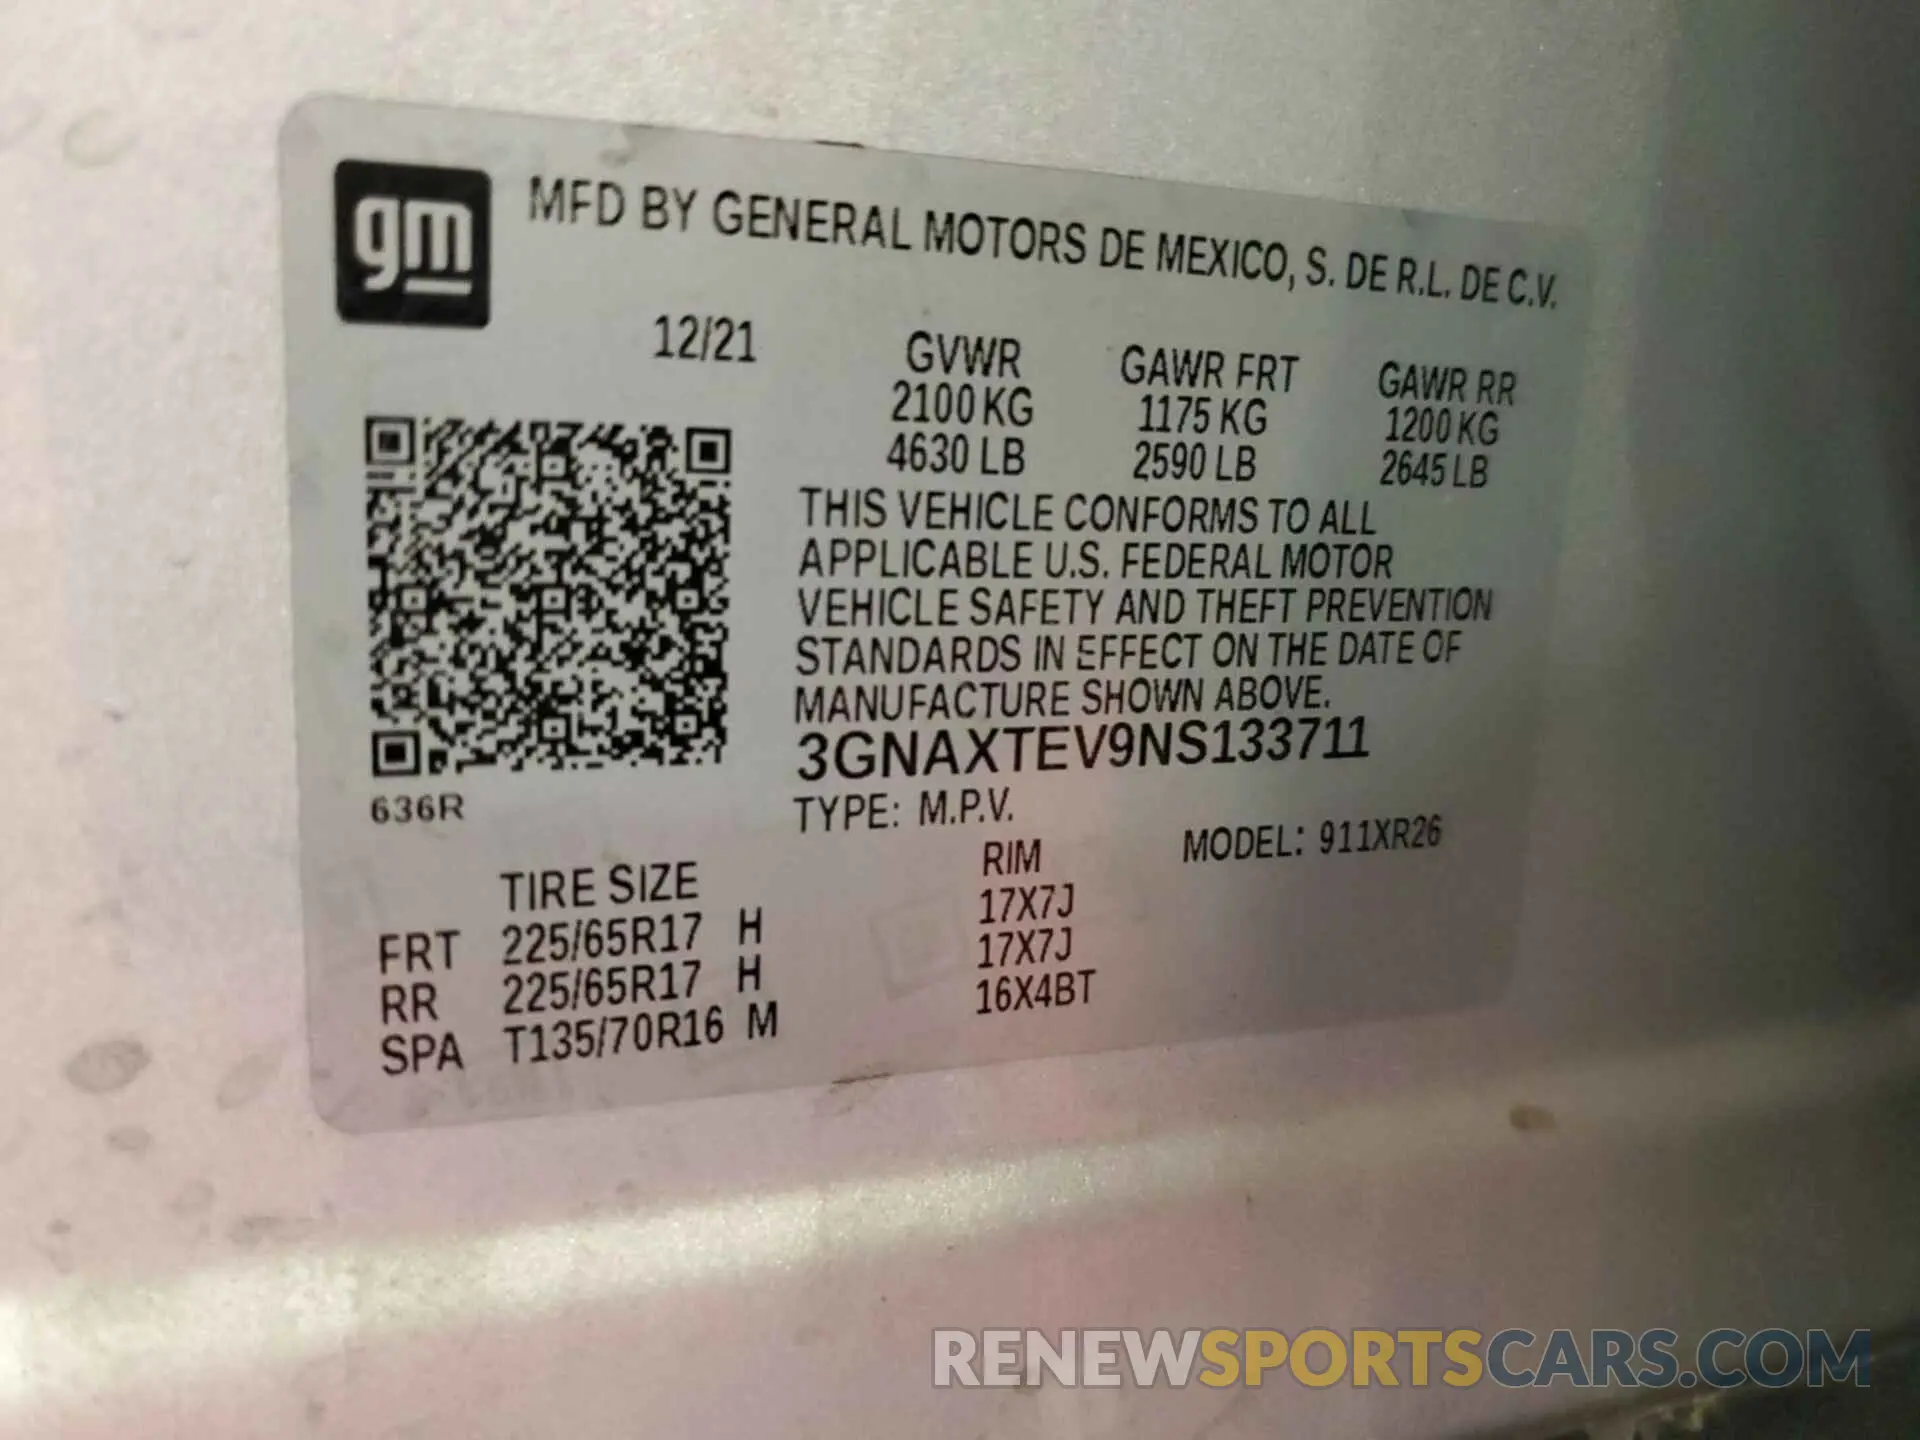 gm
MFD BY GENERAL MOTORS DE MEXICO, S. DE R.L. DE C.V.
12/21 GVWR GAWR FRT GAWR RR
2100 KG 1175 KG 1200 KG
4630 LB 2590 LB 2645 LB
THIS VEHICLE CONFORMS TO ALL
APPLICABLE U.S. FEDERAL MOTOR
VEHICLE SAFETY AND THEFT PREVENTION
STANDARDS IN EFFECT ON THE DATE OF
MANUFACTURE SHOWN ABOVE.
3GNAXTEV9NS133711
636R
TYPE: M.P.V. MODEL: 911XR26
TIRE SIZE RIM
FRT 225/65R17 H 17X7J
RR 225/65R17 H 17X7J
SPA T135/70R16 M 16X4BT
RENEWSPORTSCARS.COM